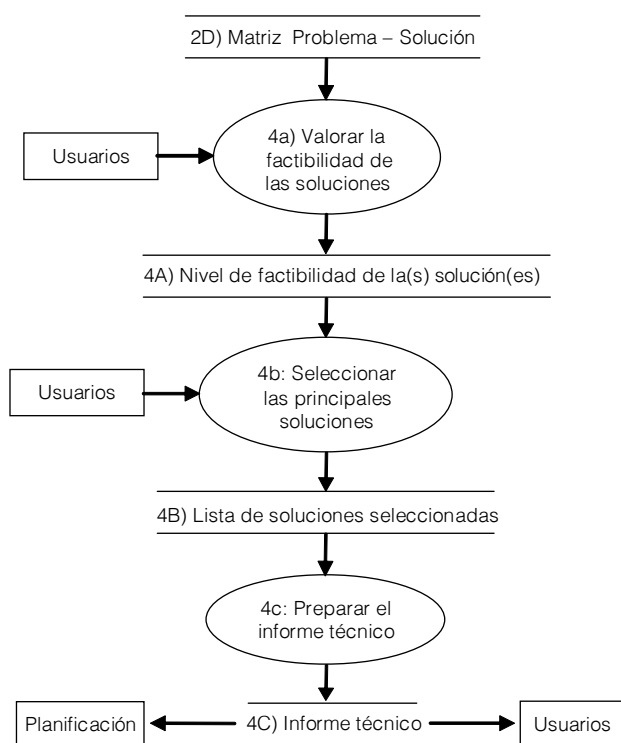 2D) Matriz Problema – Solución
4a) Valorar la
factibilidad de
las soluciones
Usuarios
4A) Nivel de factibilidad de la(s) solución(es)
4b: Seleccionar
las principales
soluciones
Usuarios
4B) Lista de soluciones seleccionadas
4c: Preparar el
informe técnico
Planificación
4C) Informe técnico
Usuarios